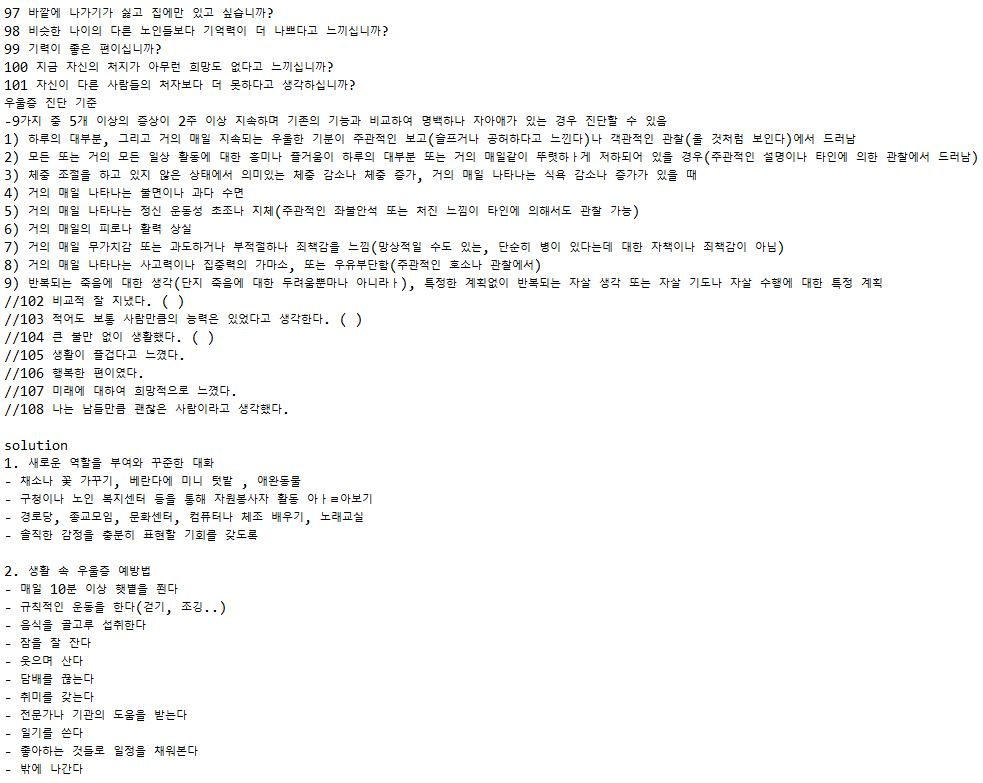 97 바깥에 나가기가 싫고 집에만 있고 싶습니까?
98 비슷한 나이의 다른 노인들보다 기억력이 더 나쁘다고 느끼십니까?
99 기력이 좋은 편이십니까?
100 지금 자신의 처지가 아무런 희망도 없다고 느끼십니까?
101 자신이 다른 사람들의 처자보다 더 못하다고 생각하십니까?
우울증 진단 기준
-9가지 중 5개 이상의 증상이 2주 이상 지속하며 기존의 기능과 비교하여 명백하나 자아애가 있는 경우 진단할 수 있음
1) 하루의 대부분, 그리고 거의 매일 지속되는 우울한 기분이 주관적인 보고(슬프거나 공허하다고 느낀다)나 객관적인 관찰(울 것처럼 보인다)에서 드러남
2) 모든 또는 거의 모든 일상 활동에 대한 흥미나 즐거움이 하루의 대부분 또는 거의 매일같이 뚜렷하ㅏ게 저하되어 있을 경우(주관적인 설명이나 타인에 의한 관찰에서 드러남)
3) 체중 조절을 하고 있지 않은 상태에서 의미있는 체중 감소나 체중 증가, 거의 매일 나타나는 식욕 감소나 증가가 있을 때
4) 거의 매일 나타나는 불면이나 과다 수면
5) 거의 매일 나타나는 정신 운동성 초조나 지체(주관적인 좌불안석 또는 처진 느낌이 타인에 의해서도 관찰 가능)
6) 거의 매일의 피로나 활력 상실
7) 거의 매일 무가치감 또는 과도하거나 부적절하나 죄책감을 느낌(망상적일 수도 있는, 단순히 병이 있다는데 대한 자책이나 죄책감이 아님)
8) 거의 매일 나타나는 사고력이나 집중력의 가마소, 또는 우유부단함(주관적인 호소나 관찰에서)
9) 반복되는 죽음에 대한 생각(단지 죽음에 대한 두려움뿐마나 아니라ㅏ), 특정한 계획없이 반복되는 자살 생각 또는 자살 기도나 자살 수행에 대한 특정 계획
//102 비교적 잘 지냈다. ( )
//103 적어도 보통 사람만큼의 능력은 있었다고 생각한다. ( )
//104 큰 불만 없이 생활했다. ( )
//105 생활이 즐겁다고 느꼈다.
//106 행복한 편이였다.
//107 미래에 대하여 희망적으로 느꼈다.
//108 나는 남들만큼 괜찮은 사람이라고 생각했다.
solution
1. 새로운 역할을 부여와 꾸준한 대화
- 채소나 꽃 가꾸기, 베란다에 미니 텃밭 , 애완동물
- 구청이나 노인 복지센터 등을 통해 자원봉사자 활동 아ㅏㄹ아보기
- 경로당, 종교모임, 문화센터, 컴퓨터나 체조 배우기, 노래교실
- 솔직한 감정을 충분히 표현할 기회를 갖도록
2. 생활 속 우울증 예방법
- 매일 10분 이상 햇볕을 쬔다
- 규칙적인 운동을 한다(걷기, 조깅..)
- 음식을 골고루 섭취한다
- 잠을 잘 잔다
- 웃으며 산다
- 담배를 끊는다
- 취미를 갖는다
- 전문가나 기관의 도움을 받는다
- 일기를 쓴다
- 좋아하는 것들로 일정을 채워본다
- 밖에 나간다